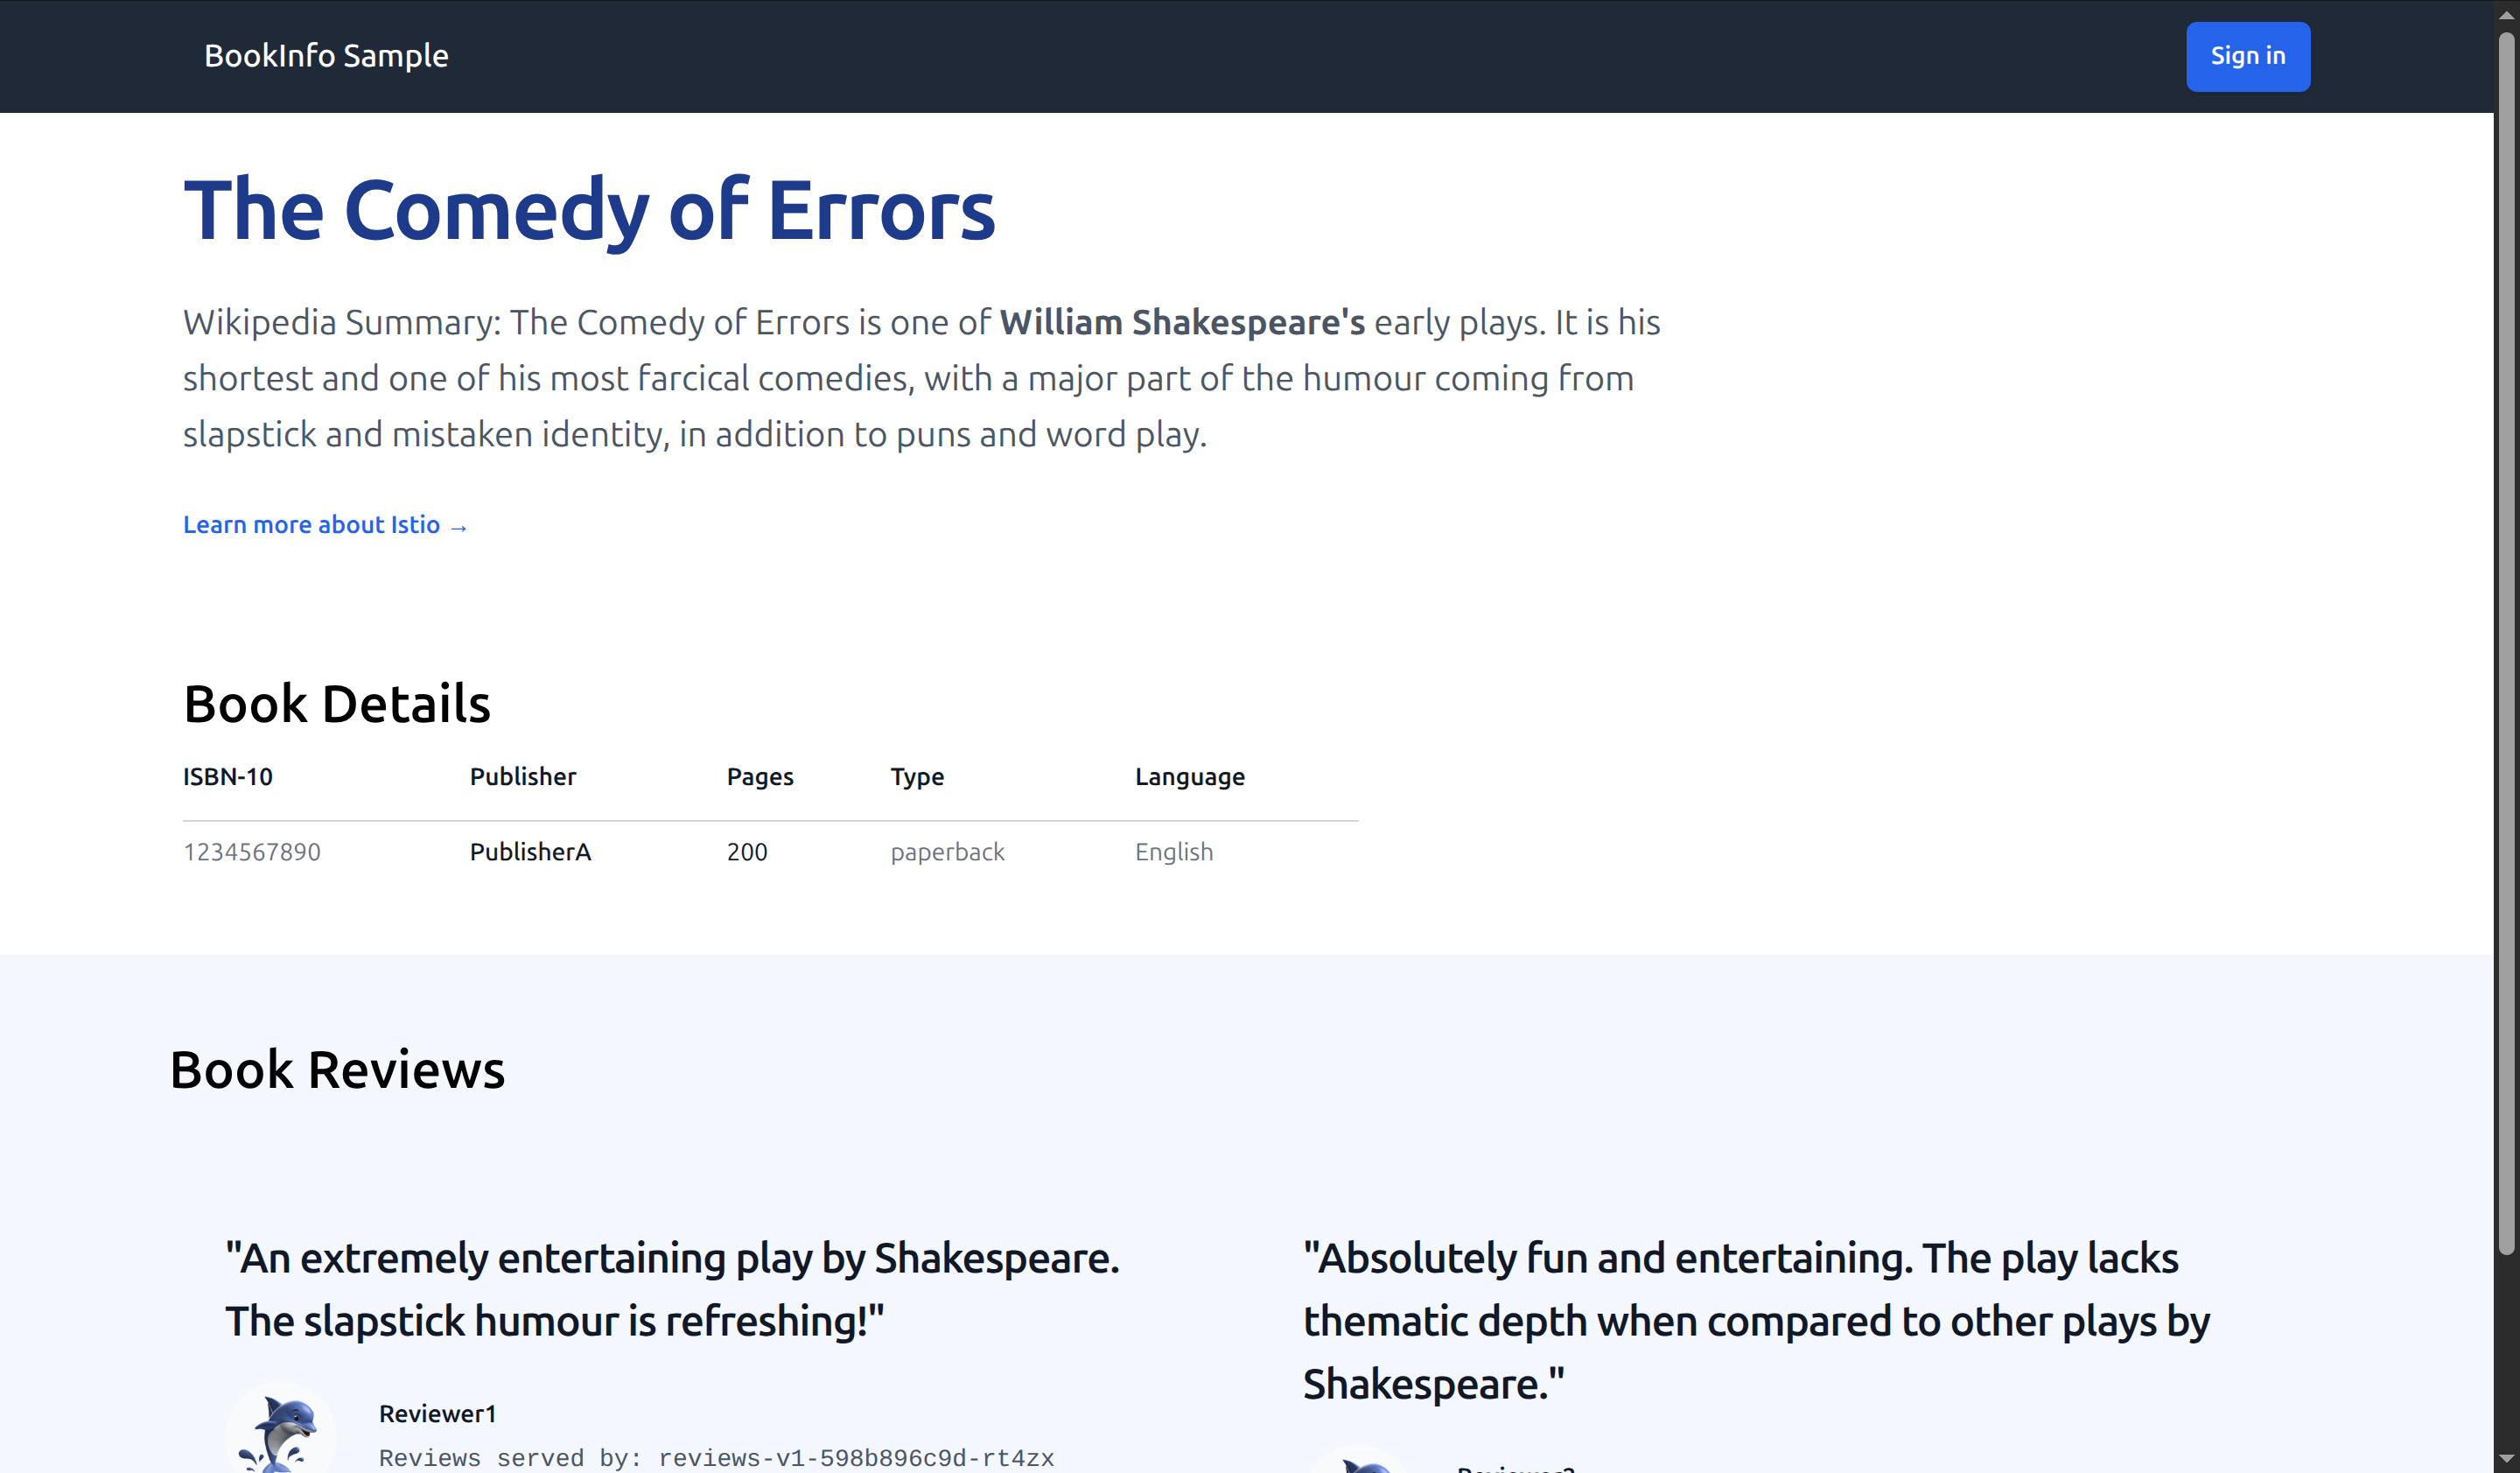 BookInfo Sample
Sign in
The Comedy of Errors
Wikipedia Summary: The Comedy of Errors is one of William Shakespeare's early plays. It is his
shortest and one of his most farcical comedies, with a major part of the humour coming from
slapstick and mistaken identity, in addition to puns and word play.
Learn more about Istio →
Book Details
ISBN-10 Publisher Pages Type Language
1234567890 PublisherA 200 paperback English
Book Reviews
"An extremely entertaining play by Shakespeare.
The slapstick humour is refreshing!"
Reviewer1
Reviews served by: reviews-v1-598b896c9d-rt4zx
"Absolutely fun and entertaining. The play lacks
thematic depth when compared to other plays by
Shakespeare."